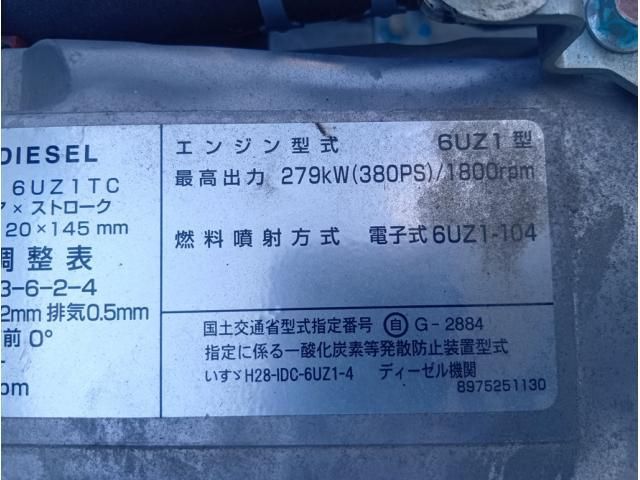 DIESEL
6UZ1TC
× ストローク
20×145 mm
調整表
3-6-2-4
2mm 排気0.5mm
前 0°
pm
エンジン型式 6UZ1 型
最高出力 279kW(380PS)/1800rpm
燃料噴射方式 電子式 6UZ1-104
国土交通省型式指定番号 自 G-2884
指定に係る一酸化炭素等発散防止装置型式
いすゞH28-IDC-6UZ1-4 ディーゼル機関
8975251130